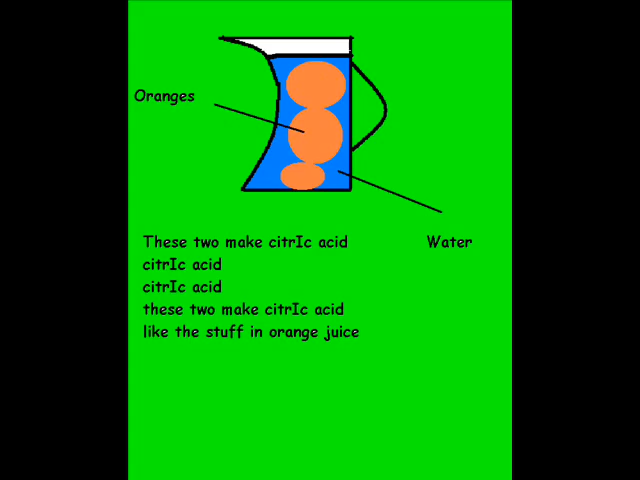 Oranges
These two make citrIc acid
Water
citrIc acid
citrIc acid
these two make citrIc acid
like the stuff in orange juice